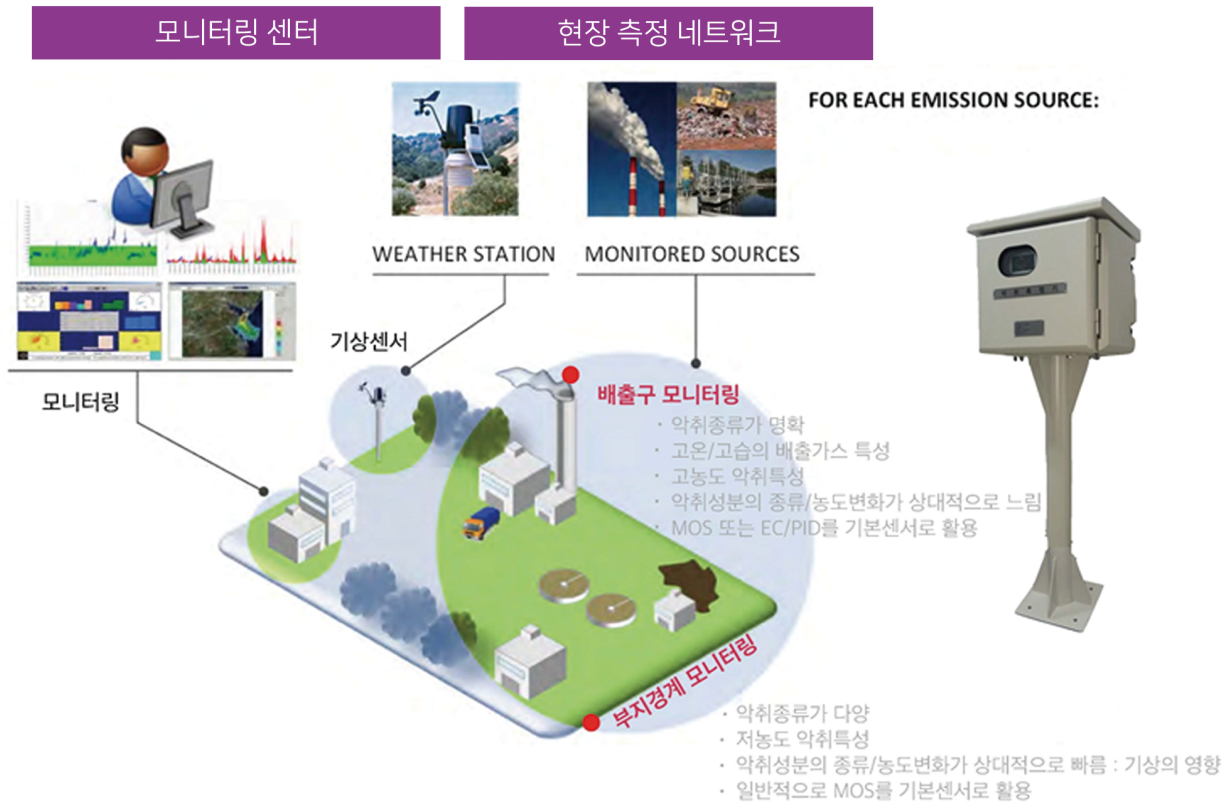 모니터링 센터
현장 측정 네트워크
FOR EACH EMISSION SOURCE:
WEATHER STATION
MONITORED SOURCES
기상센서
모니터링
배출구 모니터링
· 악취종류가 명확
· 고온/고습의 배출가스 특성
· 고농도 악취특성
· 악취성분의 종류/농도변화가 상대적으로 느림
· MOS 또는 EC/PID를 기본센서로 활용
부지경계 모니터링
· 악취종류가 다양
· 저농도 악취특성
· 악취성분의 종류/농도변화가 상대적으로 빠름 : 기상의 영향
· 일반적으로 MOS를 기본센서로 활용